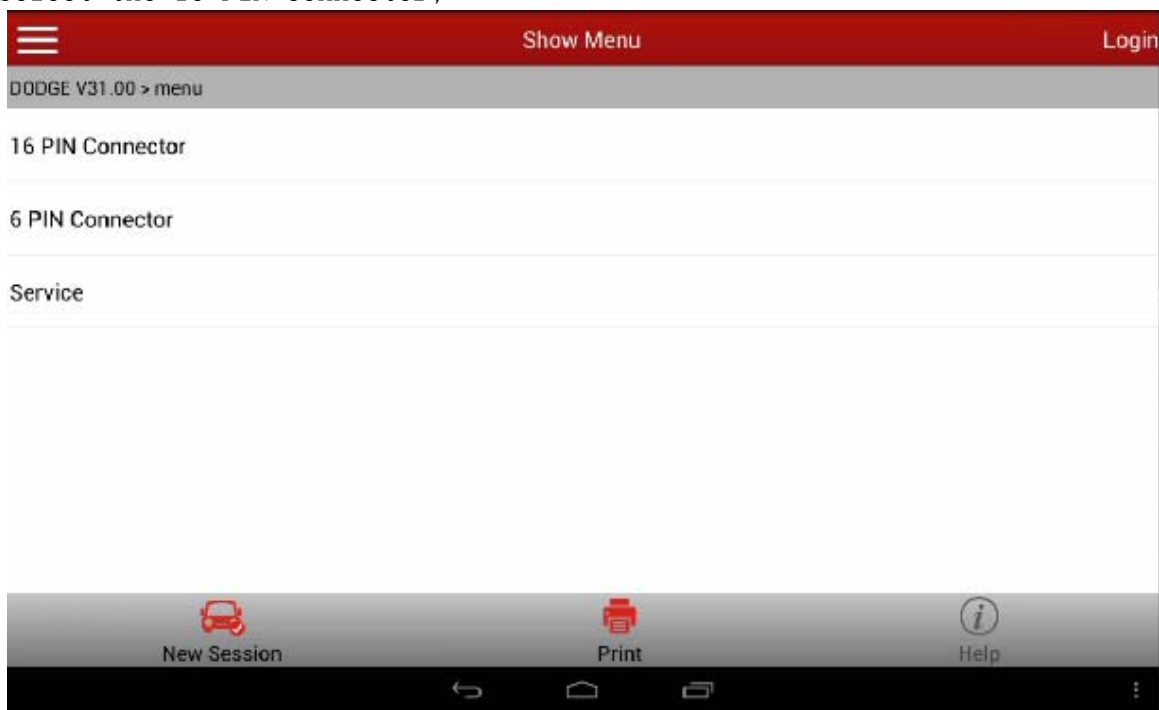 Show Menu
Login
DODGE V31.00 > menu
16 PIN Connector
6 PIN Connector
Service
New Session
Print
Help